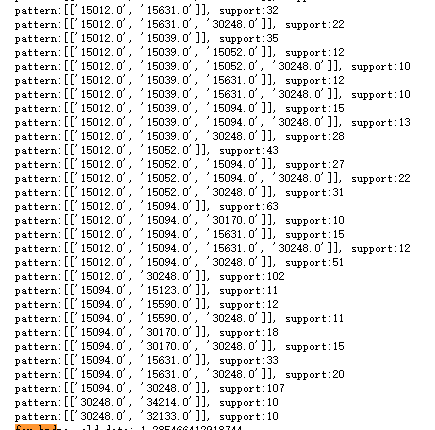 pattern:[['15012.0', '15631.0']], support:32
pattern:[['15012.0', '15631.0', '30248.0']], support:22
pattern:[['15012.0', '15039.0']], support:35
pattern:[['15012.0', '15039.0', '15052.0']], support:12
pattern:[['15012.0', '15039.0', '15052.0', '30248.0']], support:10
pattern:[['15012.0', '15039.0', '15631.0']], support:12
pattern:[['15012.0', '15039.0', '15631.0', '30248.0']], support:10
pattern:[['15012.0', '15039.0', '15094.0']], support:15
pattern:[['15012.0', '15039.0', '15094.0', '30248.0']], support:13
pattern:[['15012.0', '15039.0', '30248.0']], support:28
pattern:[['15012.0', '15052.0']], support:43
pattern:[['15012.0', '15052.0', '15094.0']], support:27
pattern:[['15012.0', '15052.0', '15094.0', '30248.0']], support:22
pattern:[['15012.0', '15052.0', '30248.0']], support:31
pattern:[['15012.0', '15094.0']], support:63
pattern:[['15012.0', '15094.0', '30170.0']], support:10
pattern:[['15012.0', '15094.0', '15631.0']], support:15
pattern:[['15012.0', '15094.0', '15631.0', '30248.0']], support:12
pattern:[['15012.0', '15094.0', '30248.0']], support:51
pattern:[['15012.0', '30248.0']], support:102
pattern:[['15094.0', '15123.0']], support:11
pattern:[['15094.0', '15590.0']], support:12
pattern:[['15094.0', '15590.0', '30248.0']], support:11
pattern:[['15094.0', '30170.0']], support:18
pattern:[['15094.0', '30170.0', '30248.0']], support:15
pattern:[['15094.0', '15631.0']], support:33
pattern:[['15094.0', '15631.0', '30248.0']], support:20
pattern:[['15094.0', '30248.0']], support:107
pattern:[['30248.0', '34214.0']], support:10
pattern:[['30248.0', '32133.0']], support:10